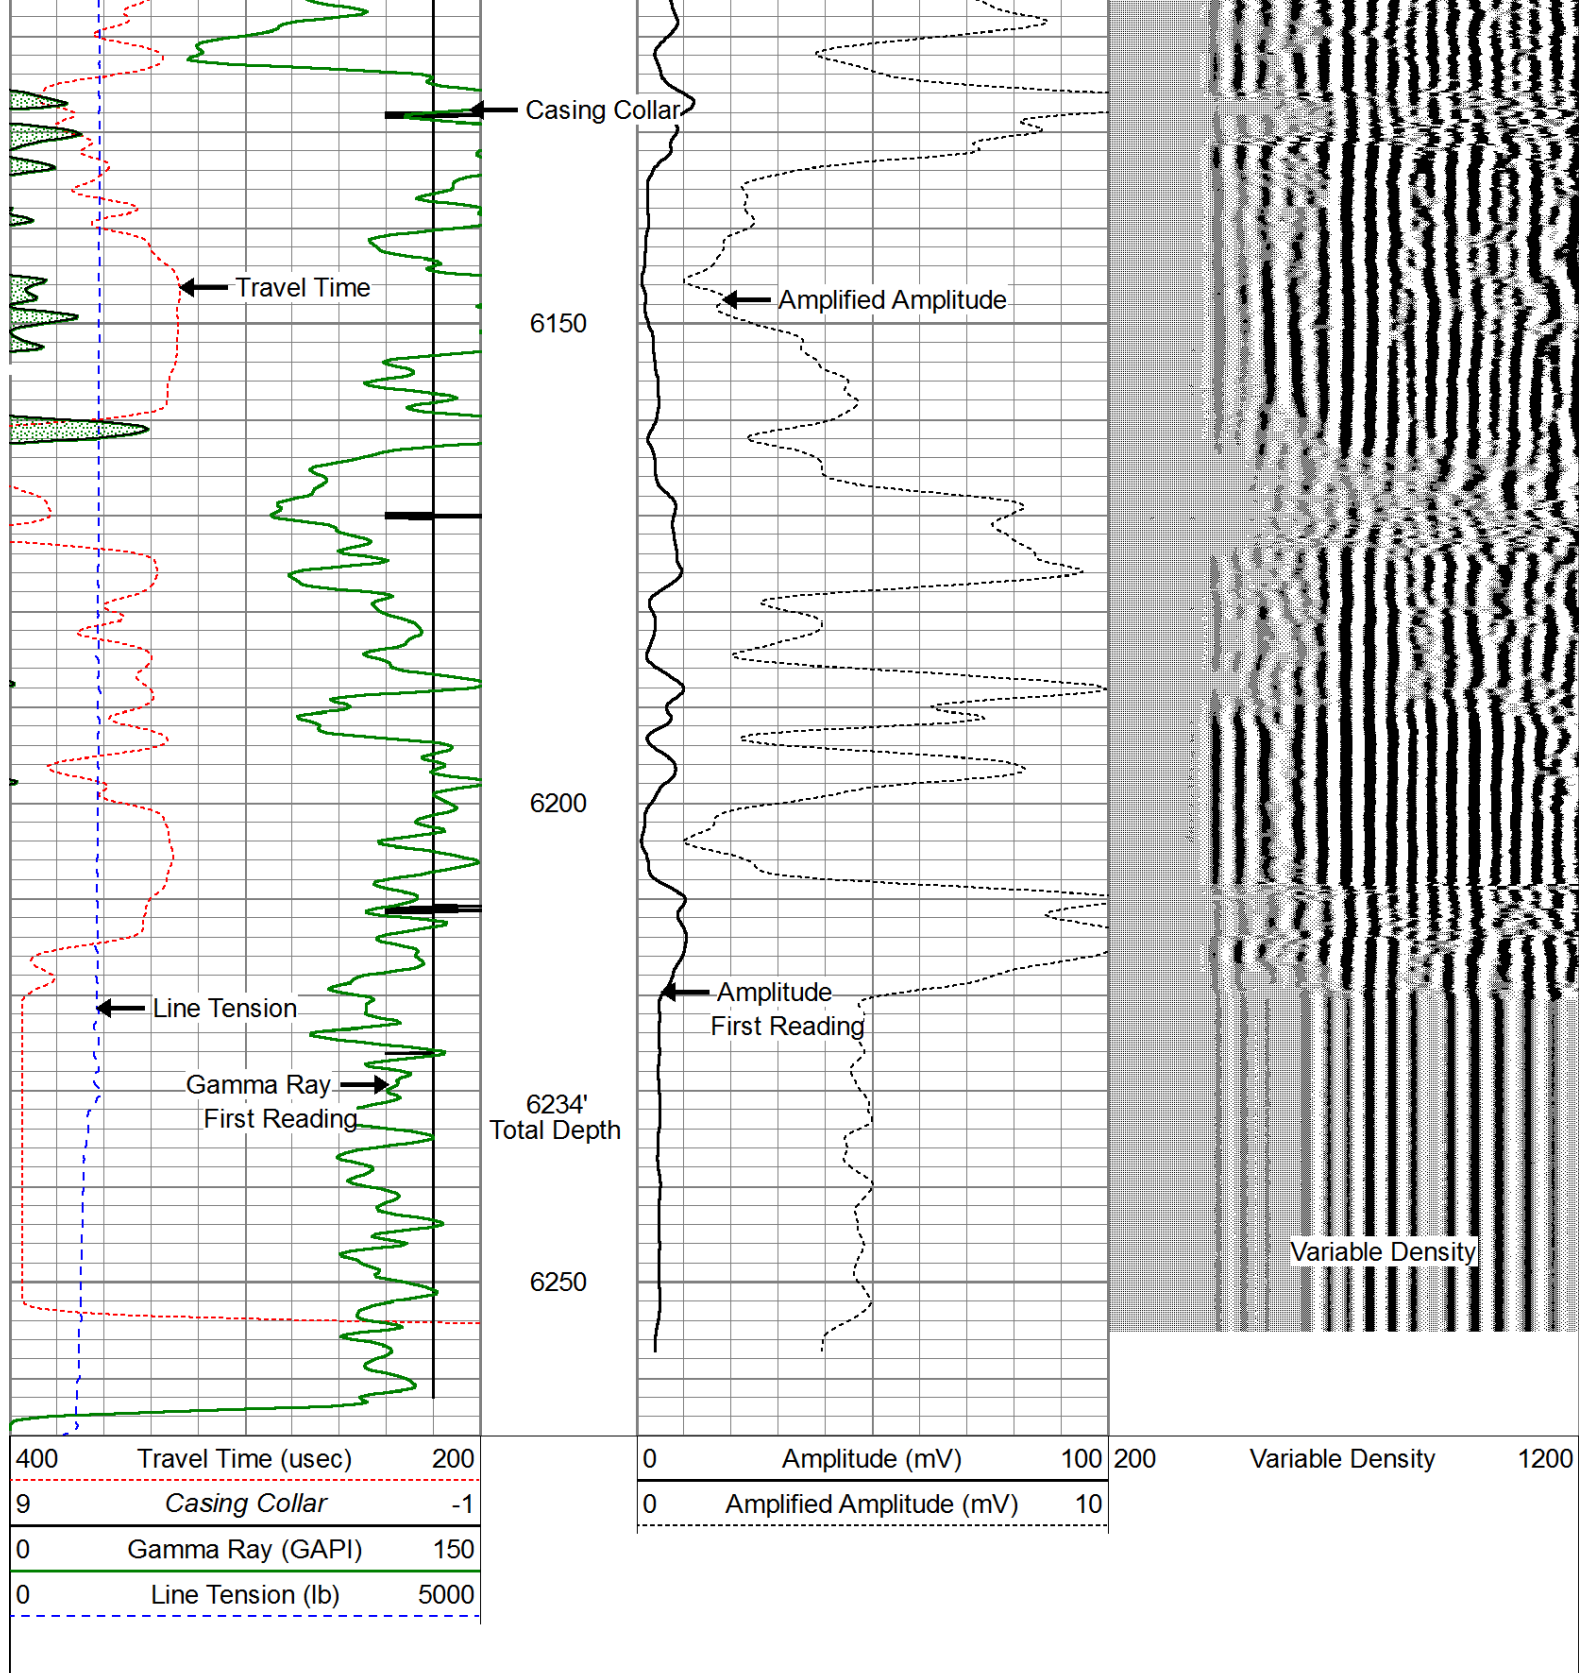 Casing Collar
Travel Time
Amplified Amplitude
6150
6200
Amplitude
First Reading
Line Tension
Gamma Ray
First Reading
6234'
Total Depth
Variable Density
6250
400 Travel Time (usec) 200
9 Casing Collar -1
0 Gamma Ray (GAPI) 150
0 Line Tension (lb) 5000
0 Amplitude (mV) 100
0 Amplified Amplitude (mV) 10
200 Variable Density 1200